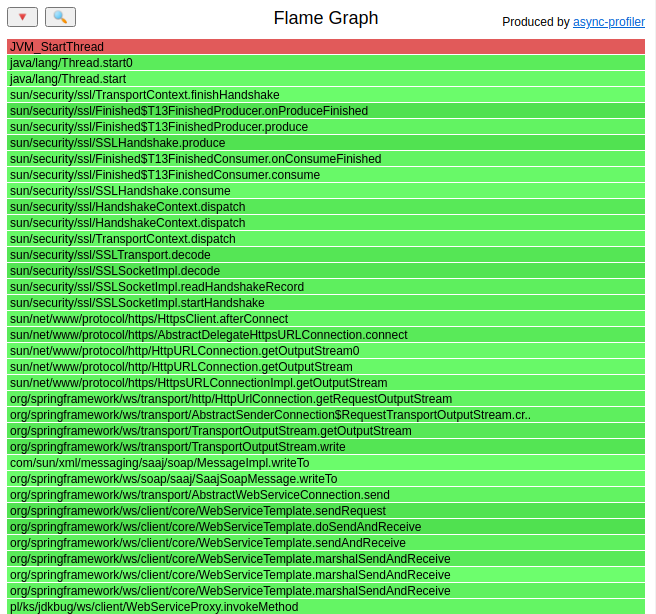 Flame Graph
Produced by async-profiler
JVM_StartThread
java/lang/Thread.start0
java/lang/Thread.start
sun/security/ssl/TransportContext.finishHandshake
sun/security/ssl/Finished$T13FinishedProducer.onProduceFinished
sun/security/ssl/Finished$T13FinishedProducer.produce
sun/security/ssl/SSLHandshake.produce
sun/security/ssl/Finished$T13FinishedConsumer.onConsumeFinished
sun/security/ssl/Finished$T13FinishedConsumer.consume
sun/security/ssl/SSLHandshake.consume
sun/security/ssl/HandshakeContext.dispatch
sun/security/ssl/HandshakeContext.dispatch
sun/security/ssl/TransportContext.dispatch
sun/security/ssl/SSLTransport.decode
sun/security/ssl/SSLSocketImpl.decode
sun/security/ssl/SSLSocketImpl.readHandshakeRecord
sun/security/ssl/SSLSocketImpl.startHandshake
sun/net/www/protocol/https/HttpsClient.afterConnect
sun/net/www/protocol/https/AbstractDelegateHttpsURLConnection.connect
sun/net/www/protocol/http/HttpURLConnection.getOutputStream0
sun/net/www/protocol/http/HttpURLConnection.getOutputStream
sun/net/www/protocol/https/HttpsURLConnectionImpl.getOutputStream
org/springframework/ws/transport/http/HttpUrlConnection.getRequestOutputStream
org/springframework/ws/transport/AbstractSenderConnection$RequestTransportOutputStream.cr..
org/springframework/ws/transport/TransportOutputStream.getOutputStream
org/springframework/ws/transport/TransportOutputStream.write
com/sun/xml/messaging/saaj/soap/MessageImpl.writeTo
org/springframework/ws/soap/saaj/SaajSoapMessage.writeTo
org/springframework/ws/transport/AbstractWebServiceConnection.send
org/springframework/ws/client/core/WebServiceTemplate.sendRequest
org/springframework/ws/client/core/WebServiceTemplate.doSendAndReceive
org/springframework/ws/client/core/WebServiceTemplate.sendAndReceive
org/springframework/ws/client/core/WebServiceTemplate.marshalSendAndReceive
org/springframework/ws/client/core/WebServiceTemplate.marshalSendAndReceive
org/springframework/ws/client/core/WebServiceTemplate.marshalSendAndReceive
pl/ks/jdkbug/ws/client/WebServiceProxy.invokeMethod